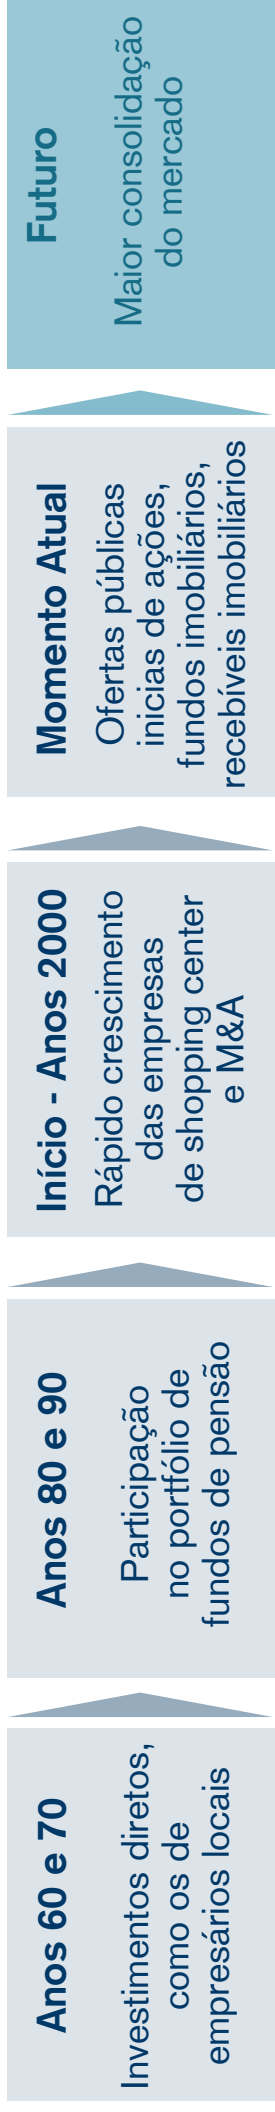 Anos 60 e 70
Investimentos diretos,
como os de
empresários locais
Anos 80 e 90
Participação
no portfólio de
fundos de pensão
Início - Anos 2000
Rápido crescimento
das empresas
de shopping center
e M&A
Momento Atual
Ofertas públicas
inicias de ações,
fundos imobiliários,
recebíveis imobiliários
Futuro
Maior consolidação
do mercado